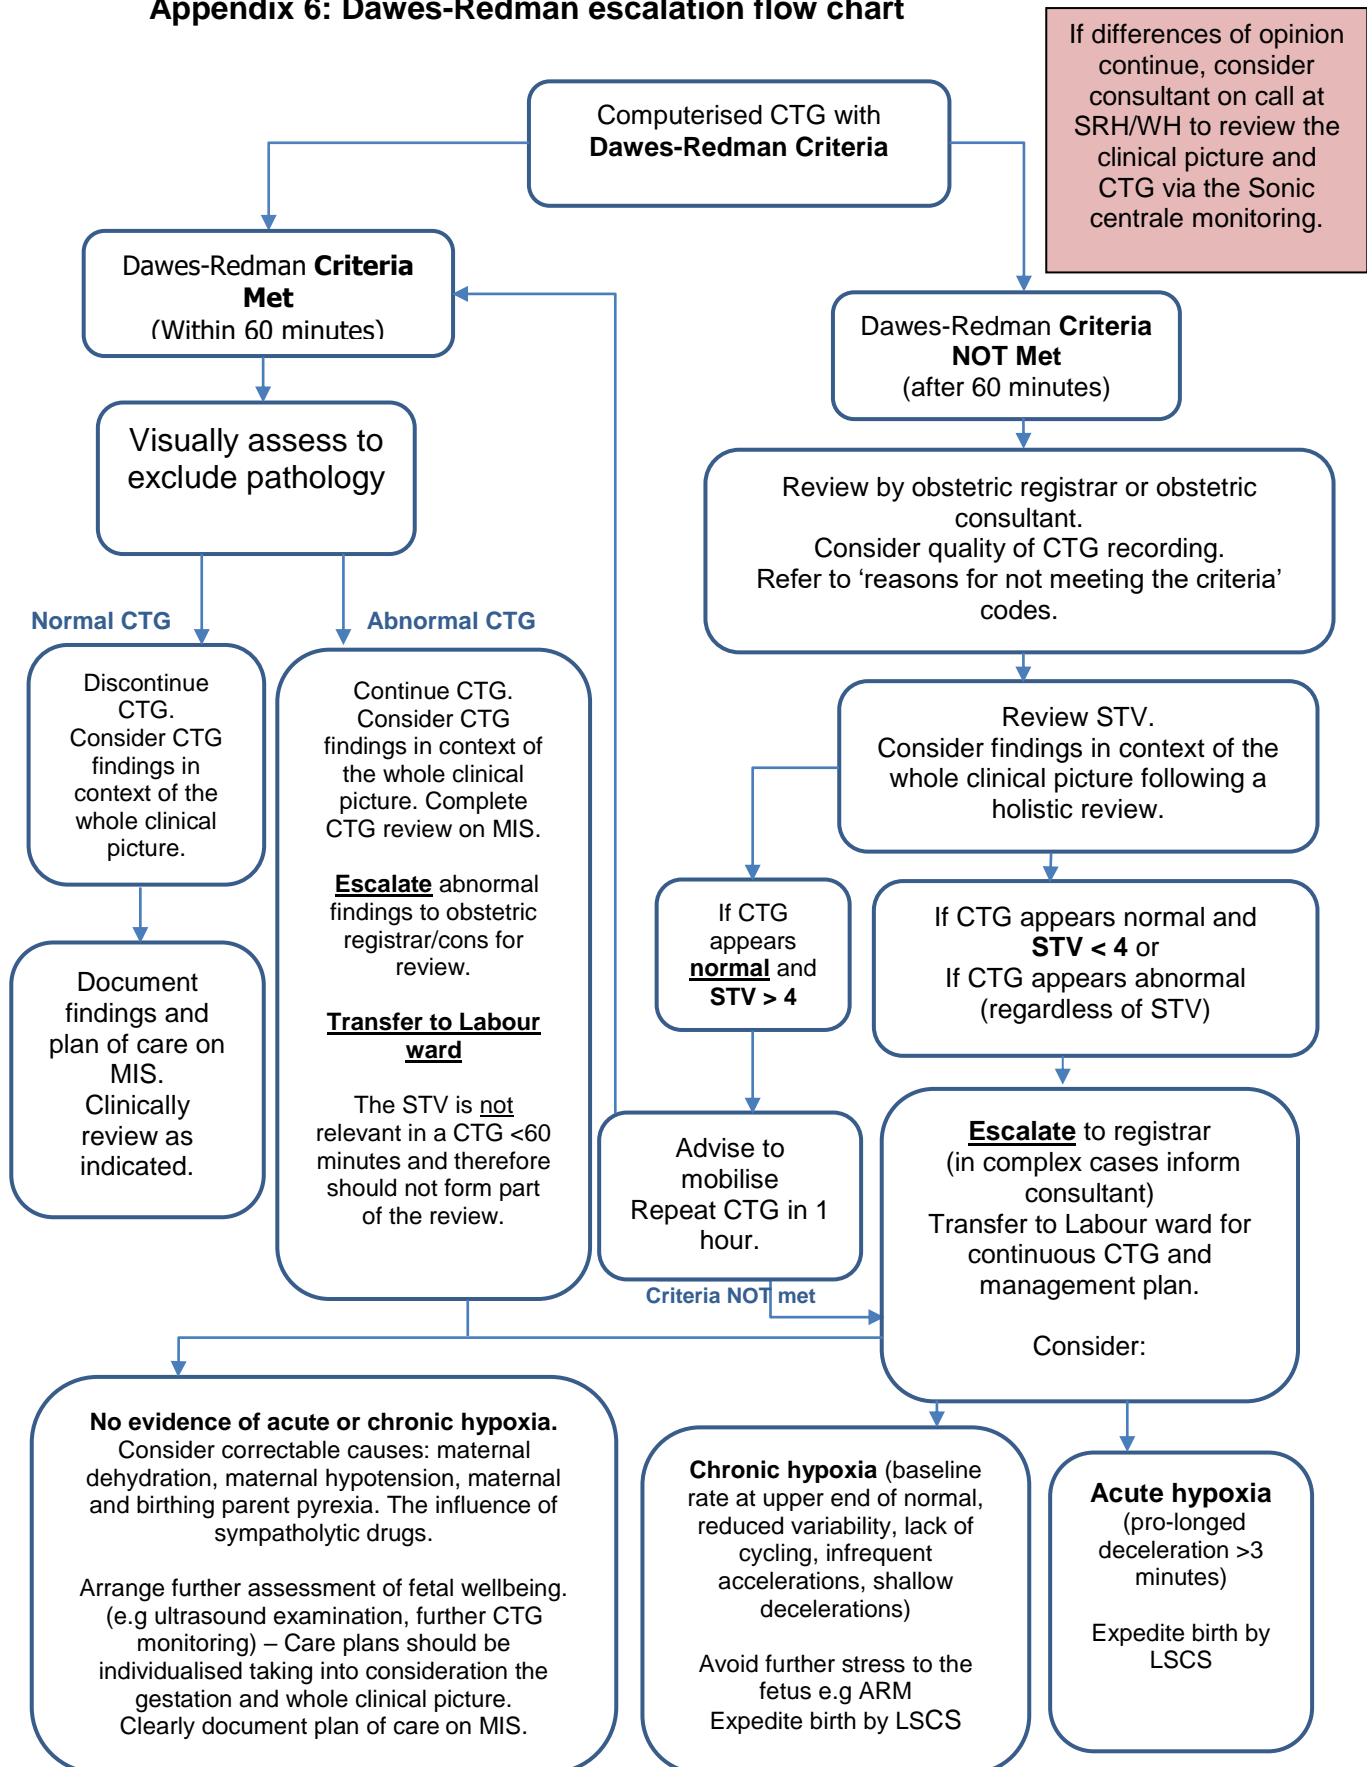 Appendix 6: Dawes-Redman escalation flow chart
If differences of opinion
continue, consider
consultant on call at
SRH/WH to review the
clinical picture and
CTG via the Sonic
centrale monitoring.
Computerised CTG with
Dawes-Redman Criteria
Dawes-Redman Criteria
Met
(Within 60 minutes)
Dawes-Redman Criteria
NOT Met
(after 60 minutes)
Visually assess to
exclude pathology
Review by obstetric registrar or obstetric
consultant.
Consider quality of CTG recording.
Refer to ‘reasons for not meeting the criteria’
codes.
Normal CTG
Abnormal CTG
Discontinue
CTG.
Consider CTG
findings in
context of the
whole clinical
picture.
Continue CTG.
Consider CTG
findings in context of
the whole clinical
picture. Complete
CTG review on MIS.
Escalate abnormal
findings to obstetric
registrar/cons for
review.
Transfer to Labour
ward
The STV is not
relevant in a CTG <60
minutes and therefore
should not form part
of the review.
Review STV.
Consider findings in context of the
whole clinical picture following a
holistic review.
If CTG
appears
normal and
STV > 4
If CTG appears normal and
STV < 4 or
If CTG appears abnormal
(regardless of STV)
Document
findings and
plan of care on
MIS.
Clinically
review as
indicated.
Advise to
mobilise
Repeat CTG in 1
hour.
Criteria NOT met
Escalate to registrar
(in complex cases inform
consultant)
Transfer to Labour ward for
continuous CTG and
management plan.
Consider:
No evidence of acute or chronic hypoxia.
Consider correctable causes: maternal
dehydration, maternal hypotension, maternal
and birthing parent pyrexia. The influence of
sympatholytic drugs.
Arrange further assessment of fetal wellbeing.
(e.g ultrasound examination, further CTG
monitoring) – Care plans should be
individualised taking into consideration the
gestation and whole clinical picture.
Clearly document plan of care on MIS.
Chronic hypoxia (baseline
rate at upper end of normal,
reduced variability, lack of
cycling, infrequent
accelerations, shallow
decelerations)
Avoid further stress to the
fetus e.g ARM
Expedite birth by LSCS
Acute hypoxia
(pro-longed
deceleration >3
minutes)
Expedite birth by
LSCS